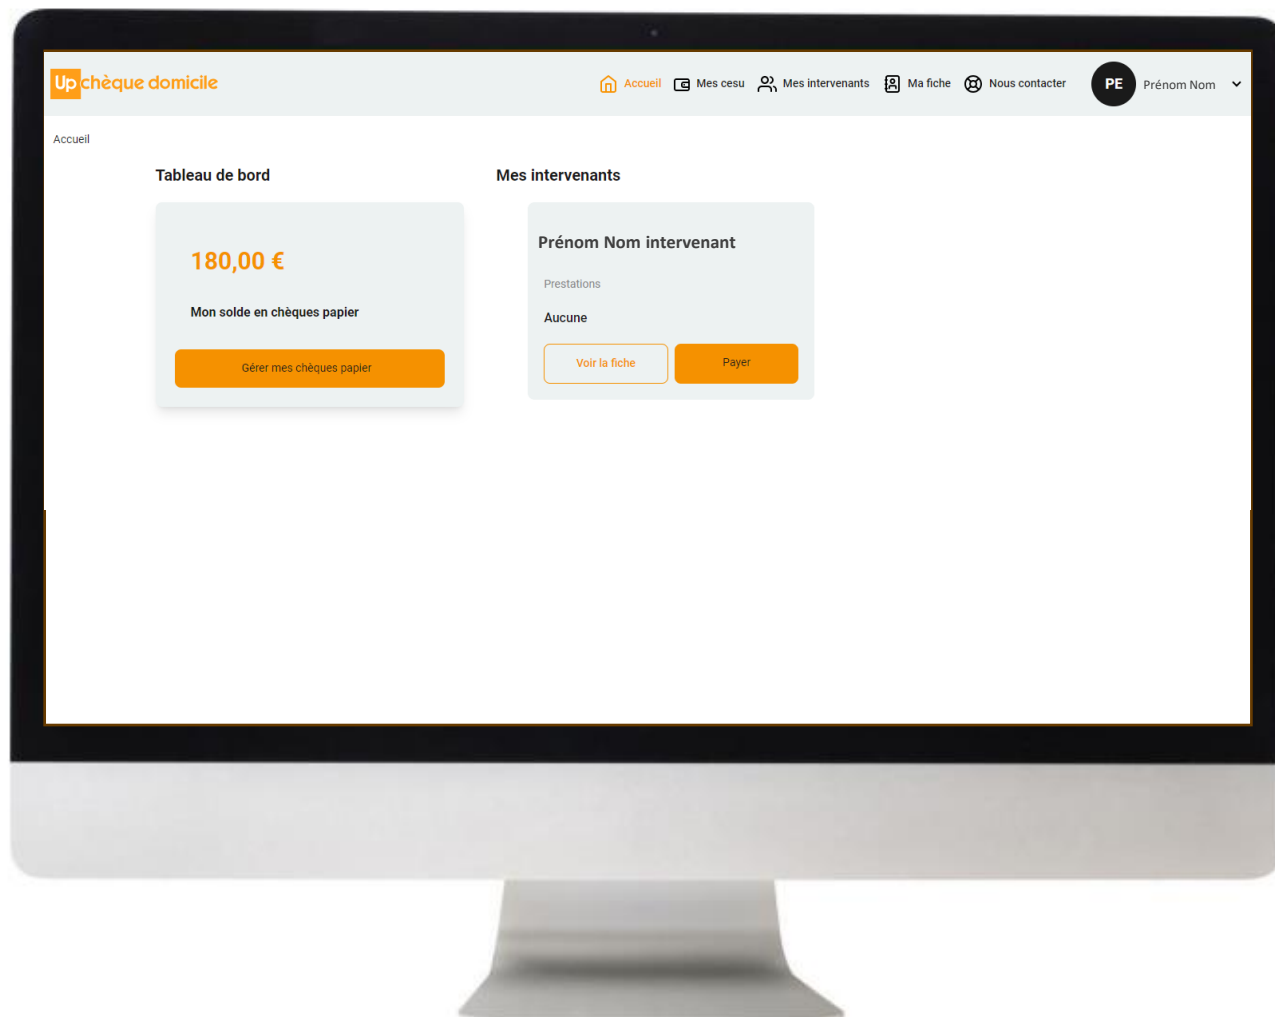 Up chèque domicile
Accueil Mes cesu Mes intervenants Ma fiche Nous contacter PE Prénom Nom
Accueil
Tableau de bord
Mes intervenants
180,00 €
Mon solde en chèques papier
Gérer mes chèques papier
Prénom Nom intervenant
Prestations
Aucune
Voir la fiche
Payer